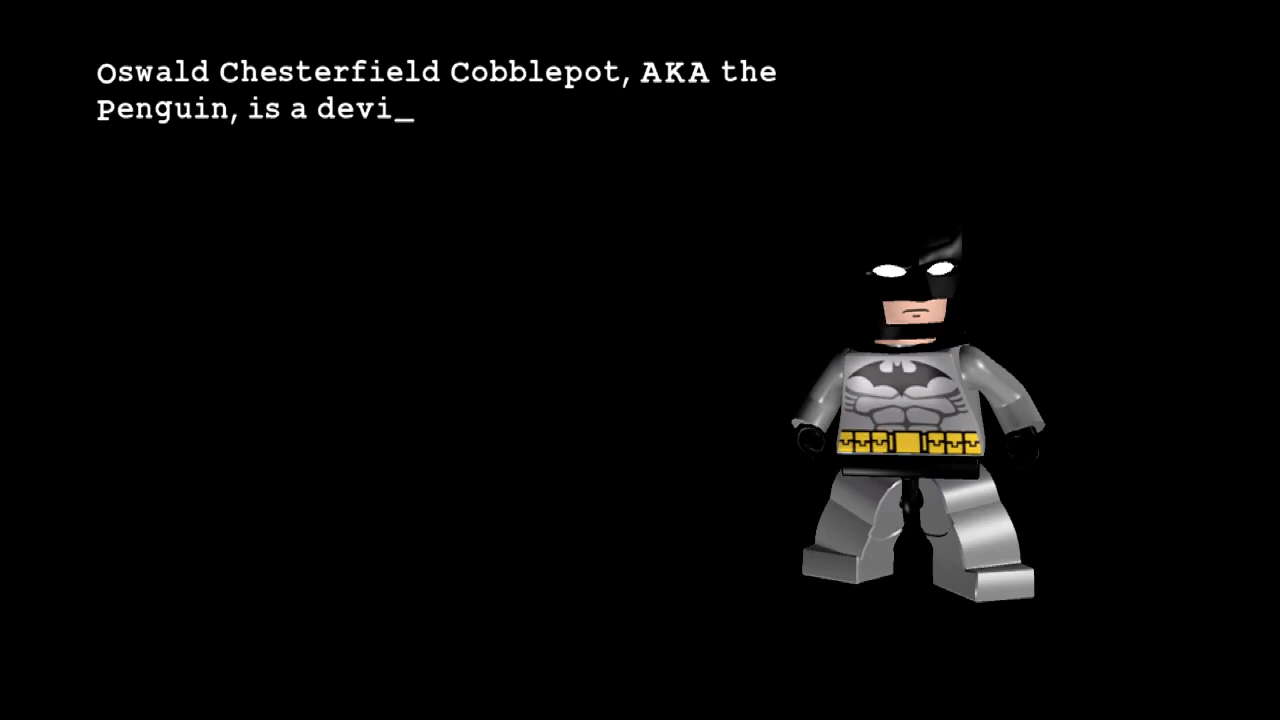 Oswald Chesterfield Cobblepot, AKA the
Penguin, is a devi_